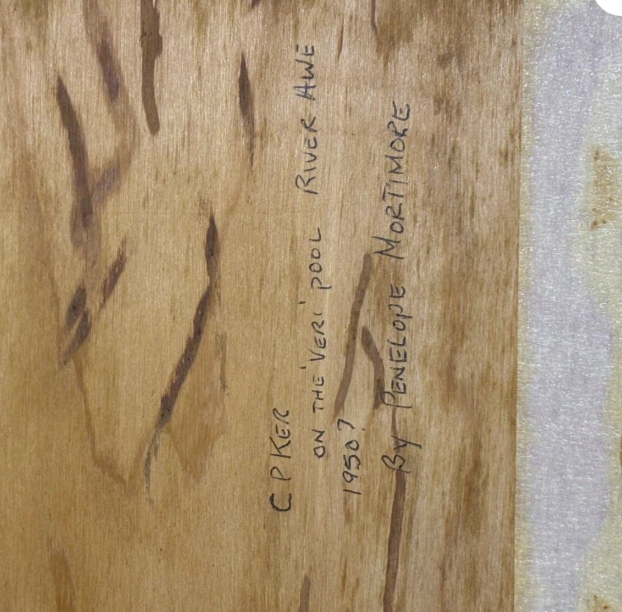 C P KER
ON THE 'VERI' POOL RIVER AWE
1950?
By PENELOPE MORTIMORE